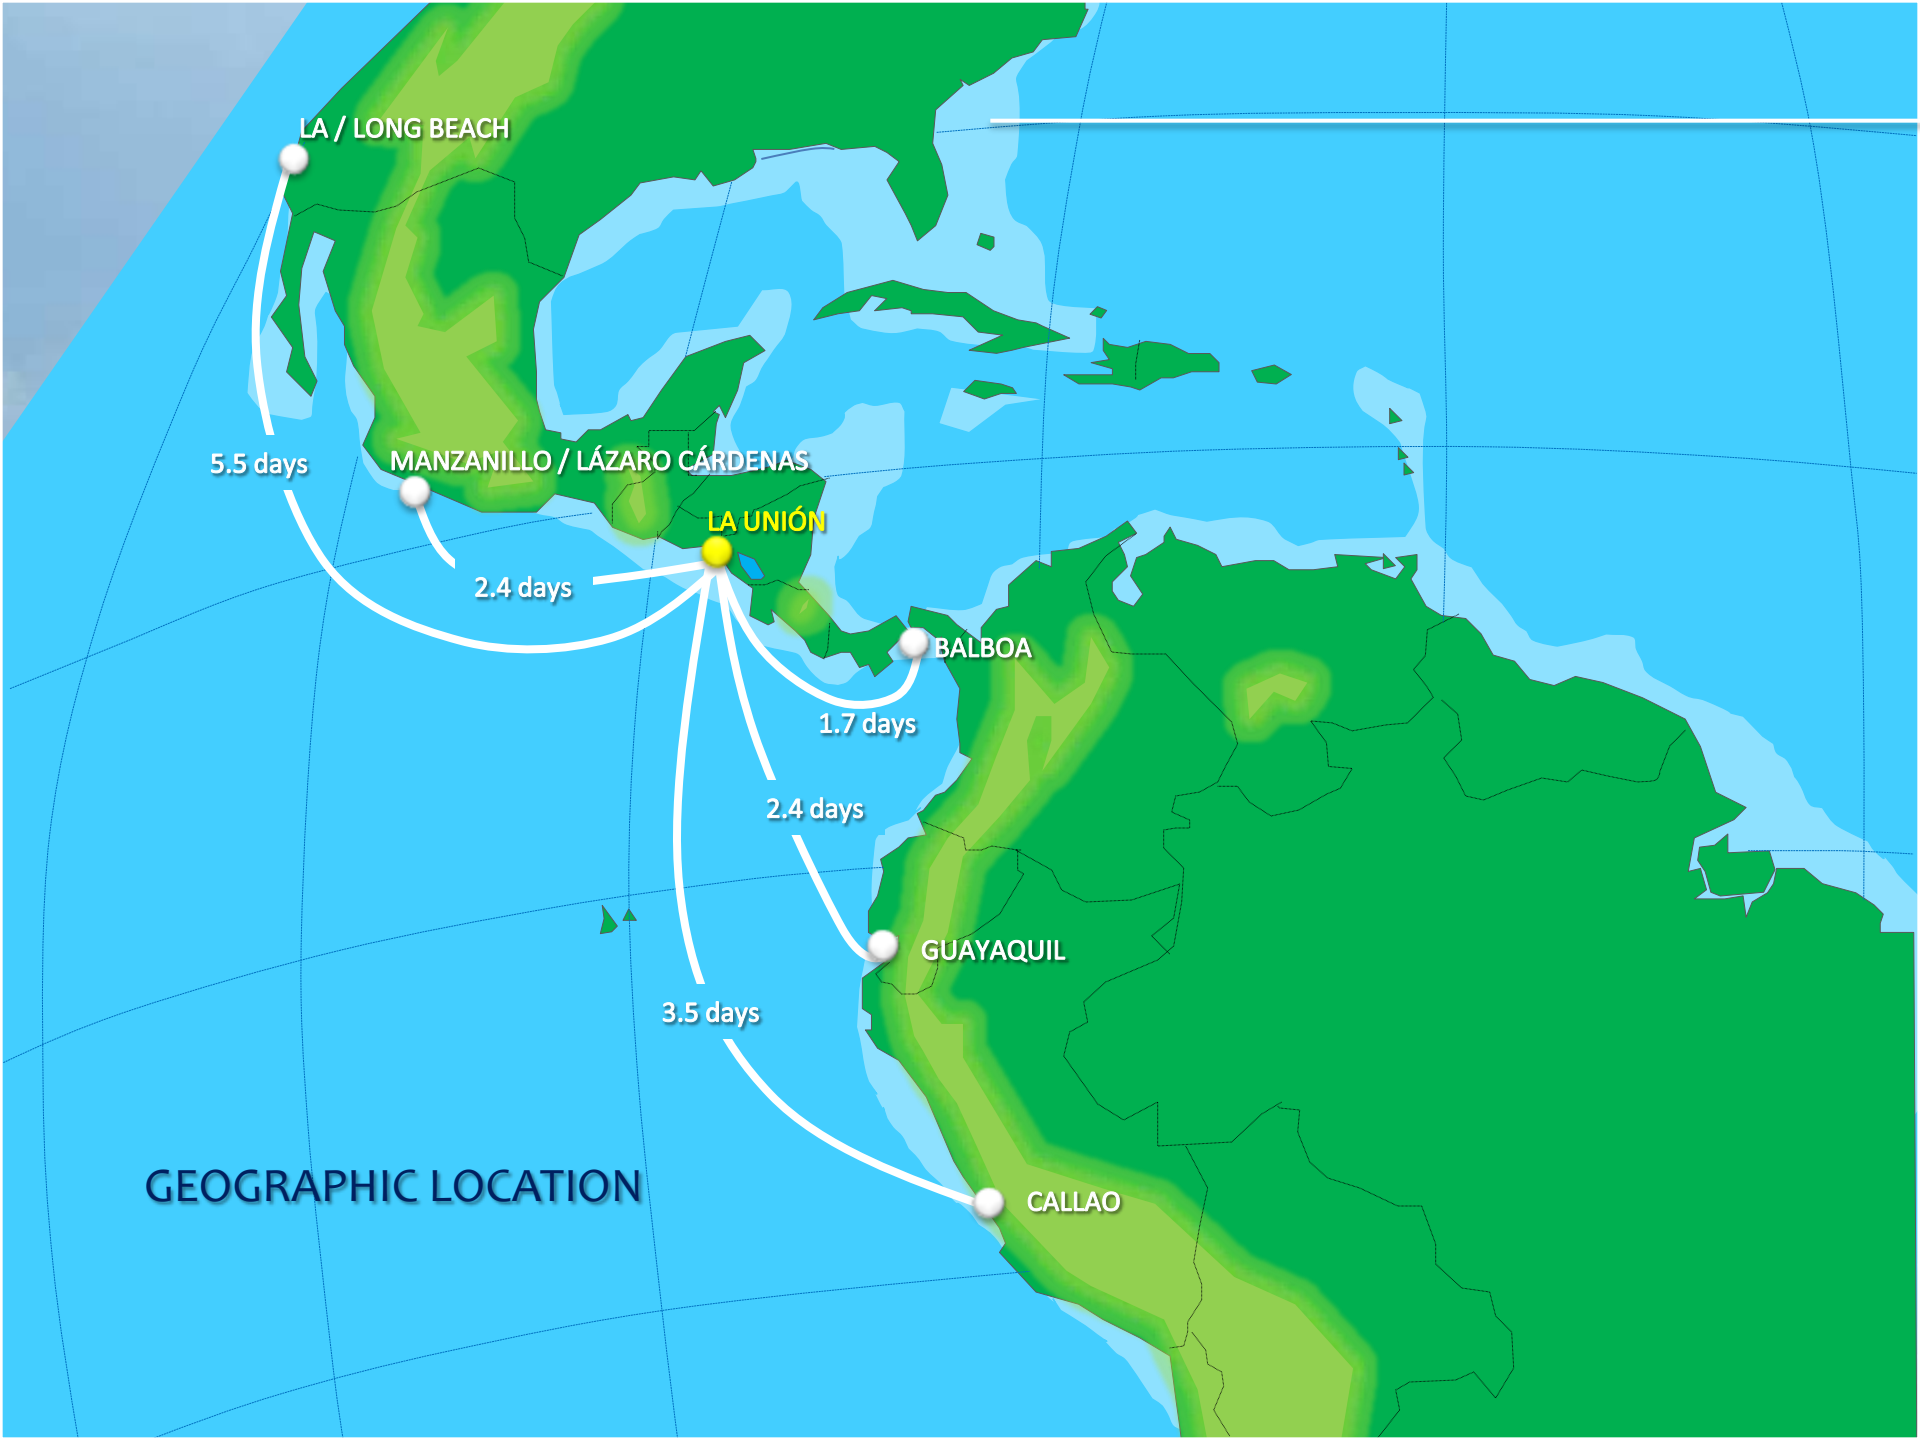 LA / LONG BEACH
5.5 days
MANZANILLO / LÁZARO CÁRDENAS
LA UNIÓN
2.4 days
BALBOA
1.7 days
2.4 days
GUAYAQUIL
3.5 days
GEOGRAPHIC LOCATION
CALLAO